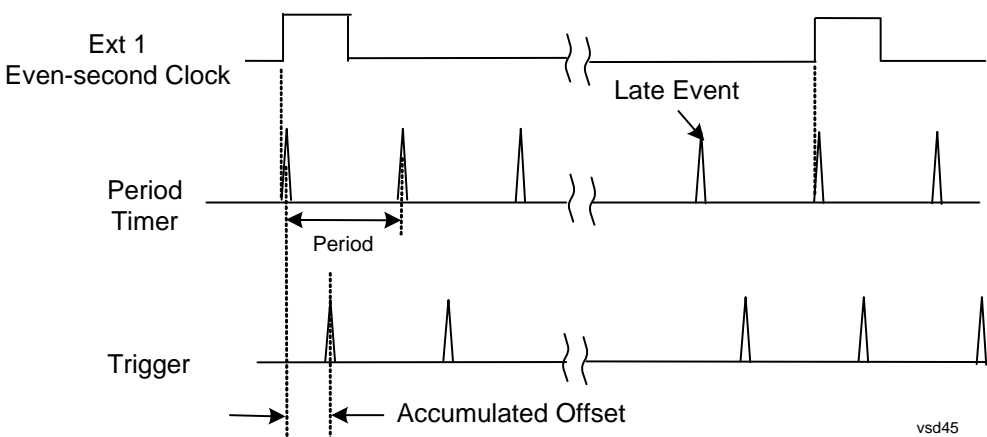 Ext 1
Even-second Clock
Late Event
Period
Timer
Period
Trigger
Accumulated Offset
vsd45